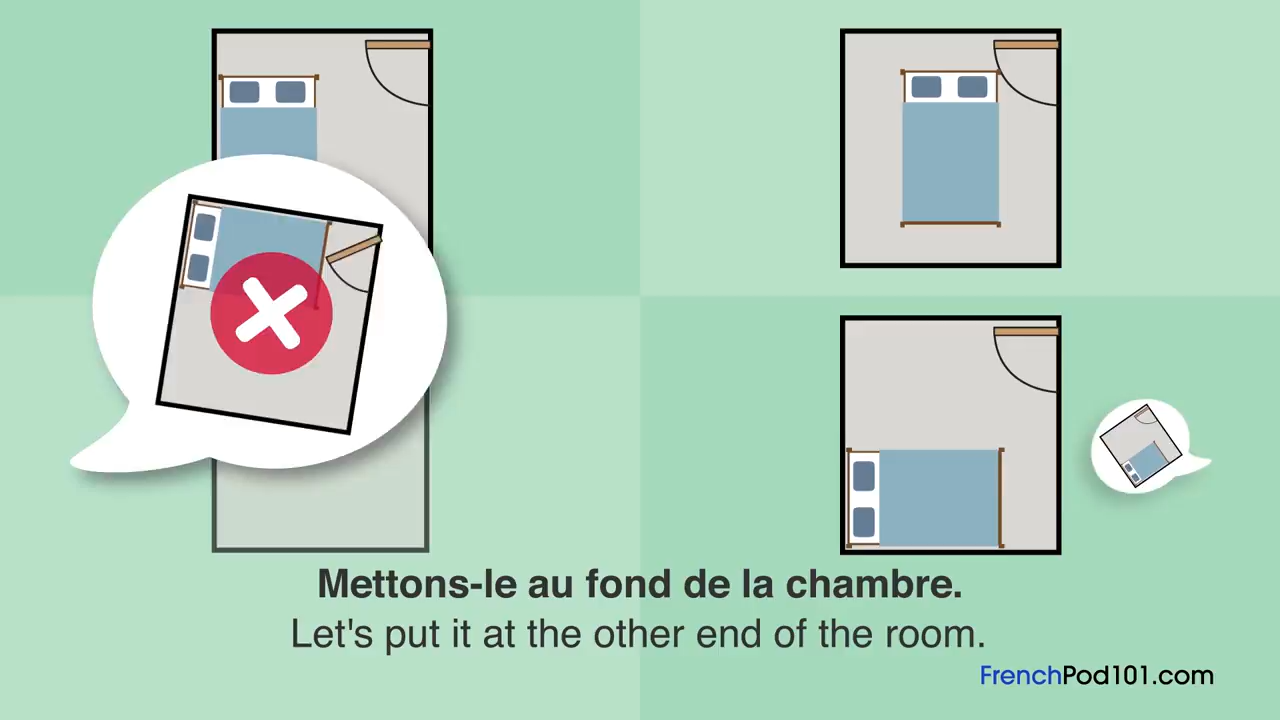 Mettons-le au fond de la chambre.
Let's put it at the other end of the room.
FrenchPod101.com